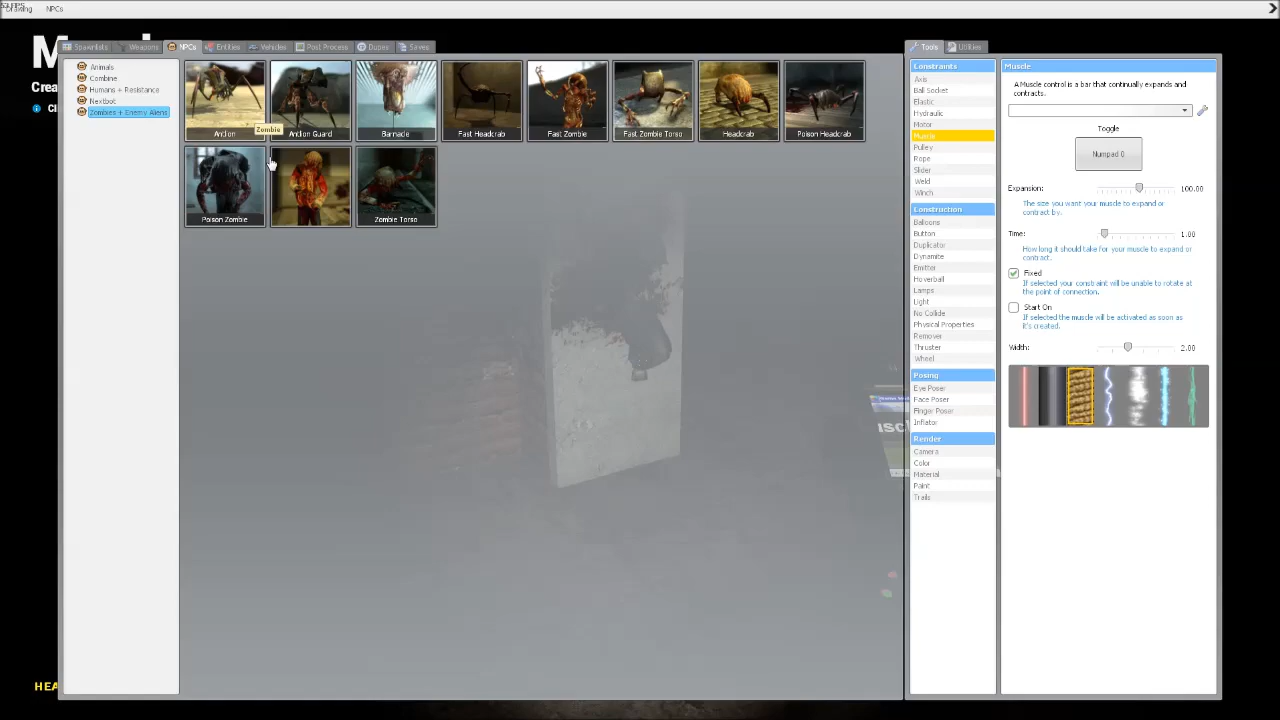 Drawing NPCs
M
Crea
Cl
HEA
Spawnlists Weapons NPCs Entities Vehicles Post Process Dupes Saves
Animals
Combine
Humans + Resistance
Nextbot
Zombies + Enemy Aliens
Antlion Antlion Guard Barnacle Fast Headcrab Fast Zombie Fast Zombie Torso Headcrab Poison Headcrab
Zombie
Poison Zombie Zombie Torso
Tools Utilities
Constraints
Axis
Ball Socket
Elastic
Hydraulic
Motor
Muscle
Pulley
Rope
Slider
Weld
Winch
Construction
Balloons
Button
Duplicator
Dynamite
Emitter
Hoverball
Lamps
Light
No Collide
Physical Properties
Remover
Thruster
Wheel
Posing
Eye Poser
Face Poser
Finger Poser
Inflator
Render
Camera
Color
Material
Paint
Trails
Muscle
A Muscle control is a bar that continually expands and
contracts.
Toggle
Numpad 0
Expansion: 100.00
The size you want your muscle to expand or
contract by.
Time: 1.00
How long it should take for your muscle to expand or
contract.
Fixed
If selected your constraint will be unable to rotate at
the point of connection.
Start On
If selected the muscle will be activated as soon as
it's created.
Width: 2.00